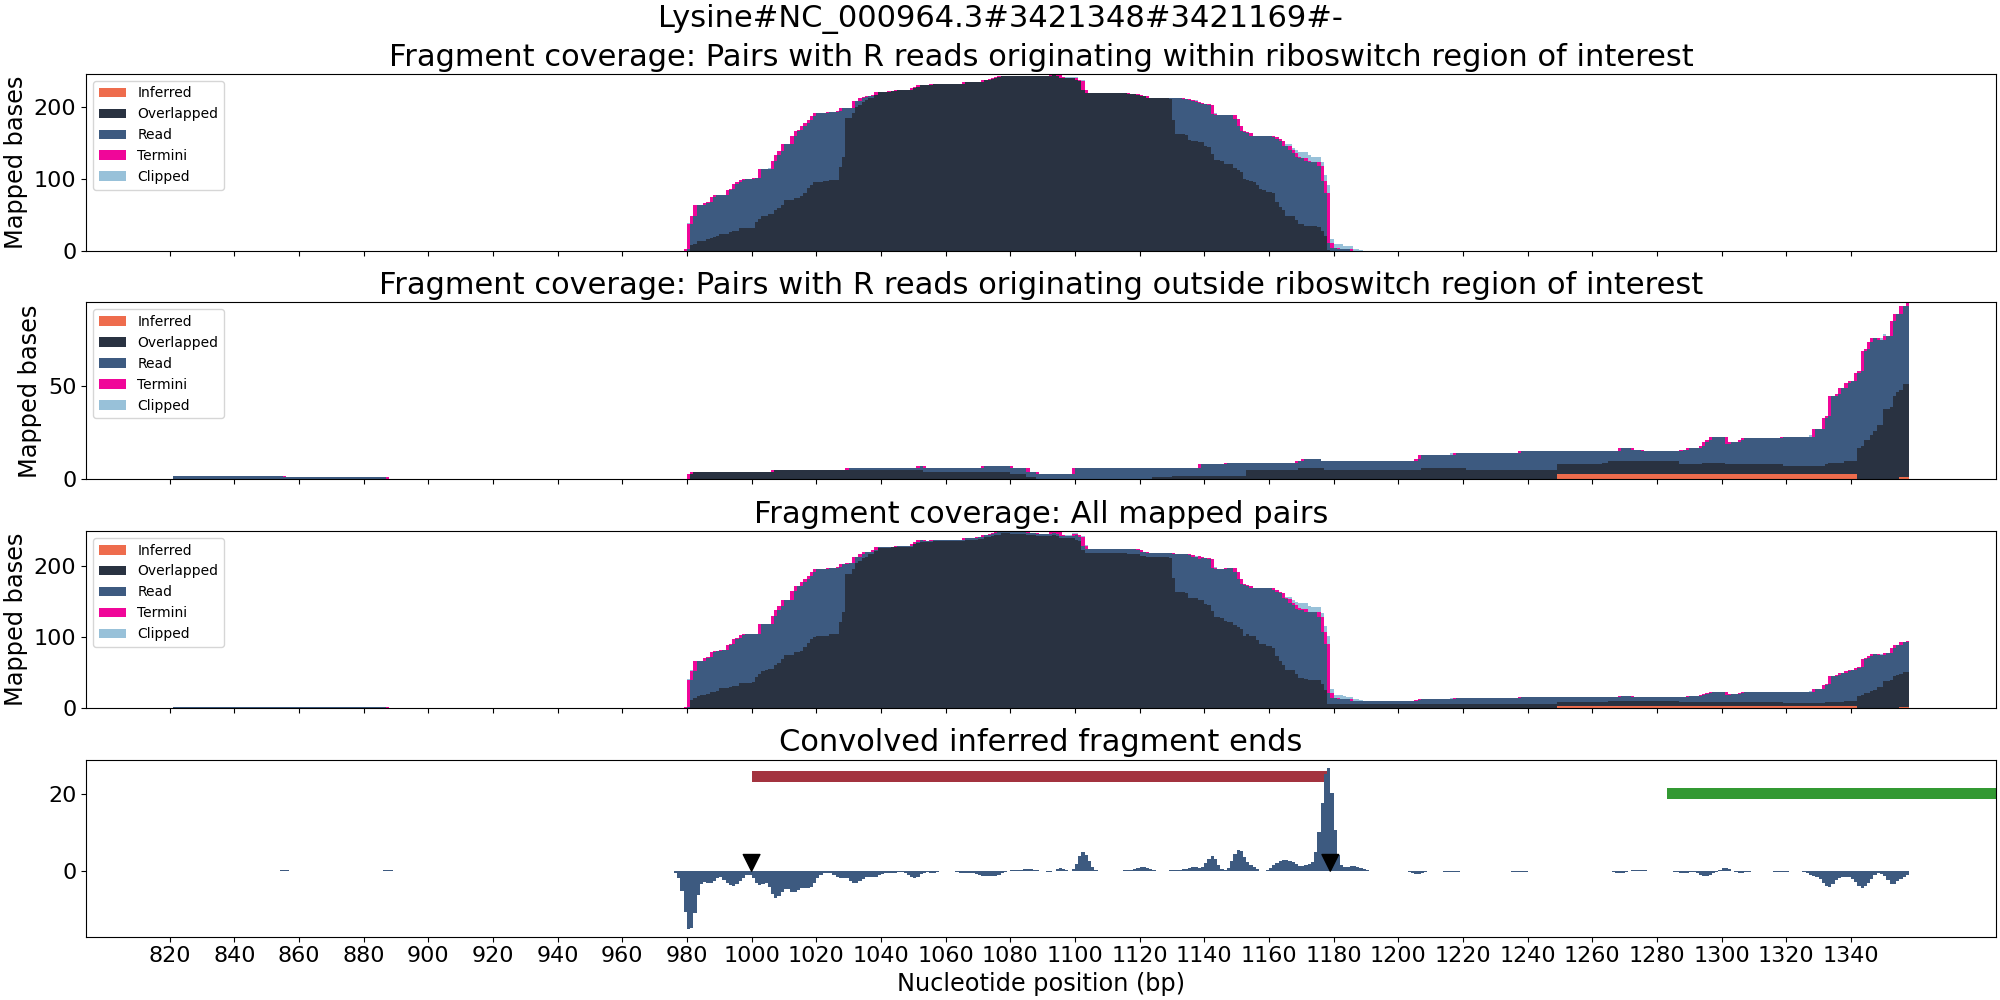 Lysine#NC_000964.3#3421348#3421169#-
Fragment coverage: Pairs with R reads originating within riboswitch region of interest
Mapped bases
200
100
0
Inferred
Overlapped
Read
Termini
Clipped
Fragment coverage: Pairs with R reads originating outside riboswitch region of interest
Mapped bases
50
0
Inferred
Overlapped
Read
Termini
Clipped
Fragment coverage: All mapped pairs
Mapped bases
200
100
0
Inferred
Overlapped
Read
Termini
Clipped
Convolved inferred fragment ends
20
0
820 840 860 880 900 920 940 960 980 1000 1020 1040 1060 1080 1100 1120 1140 1160 1180 1200 1220 1240 1260 1280 1300 1320 1340
Nucleotide position (bp)